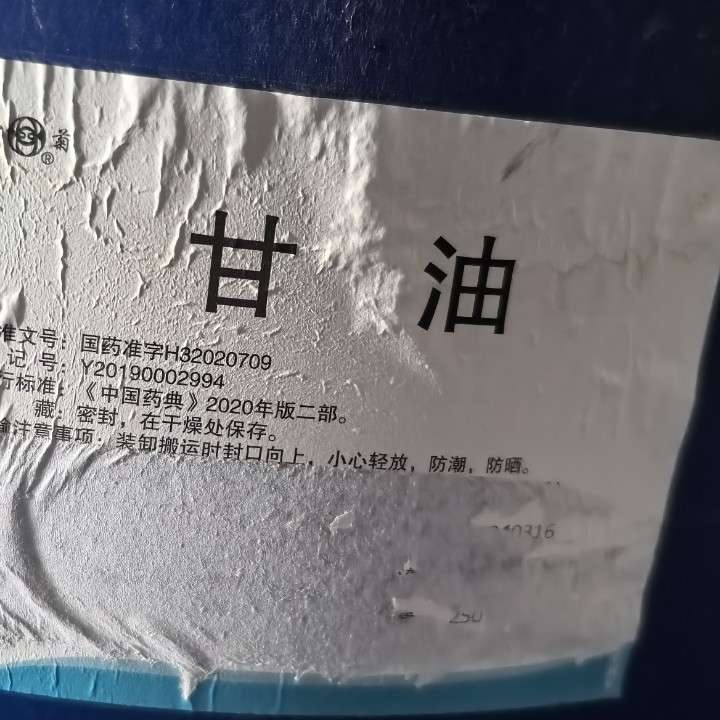 ® 菊
甘 油
准文号：国药准字H32020709
记 号：Y20190002994
行标准：《中国药典》2020年版二部。
藏：密封，在干燥处保存。
输注意事项：装卸搬运时封口向上，小心轻放，防潮，防晒。
40316
250